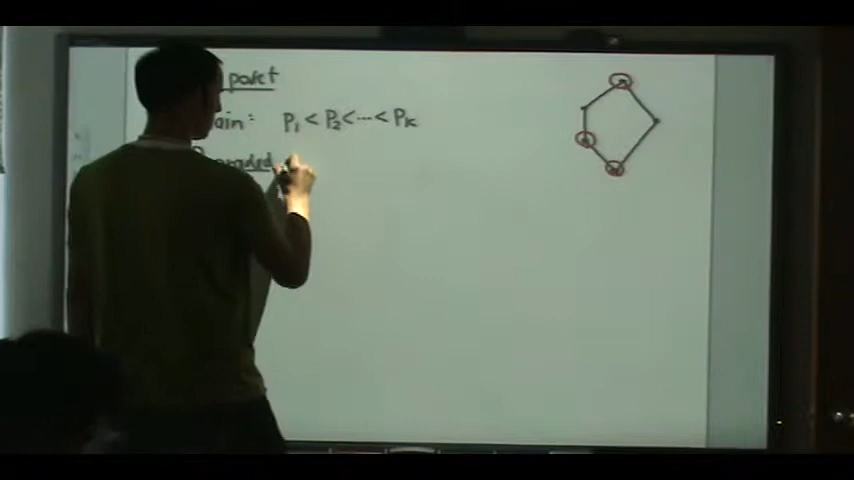 poset
ain: P₁ < P₂ < ... < Pₖ